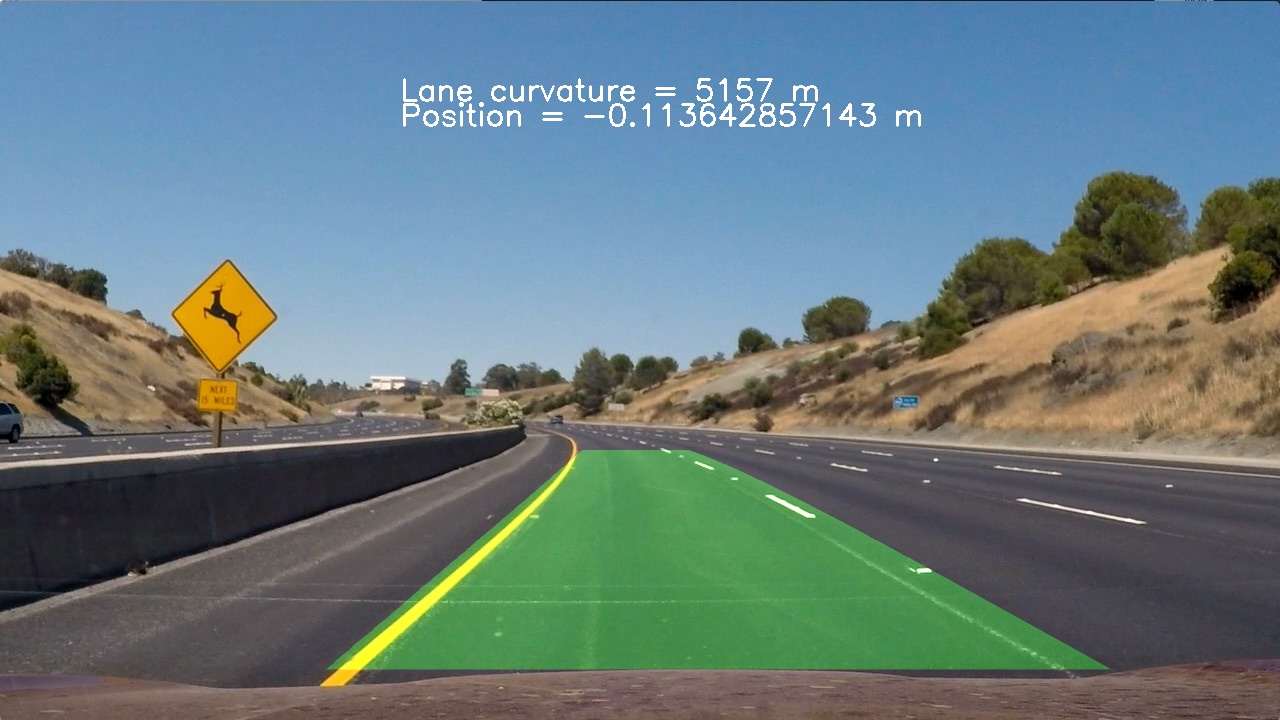 Lane curvature = 5157 m
Position = -0.113642857143 m
NEXT
15 MILES